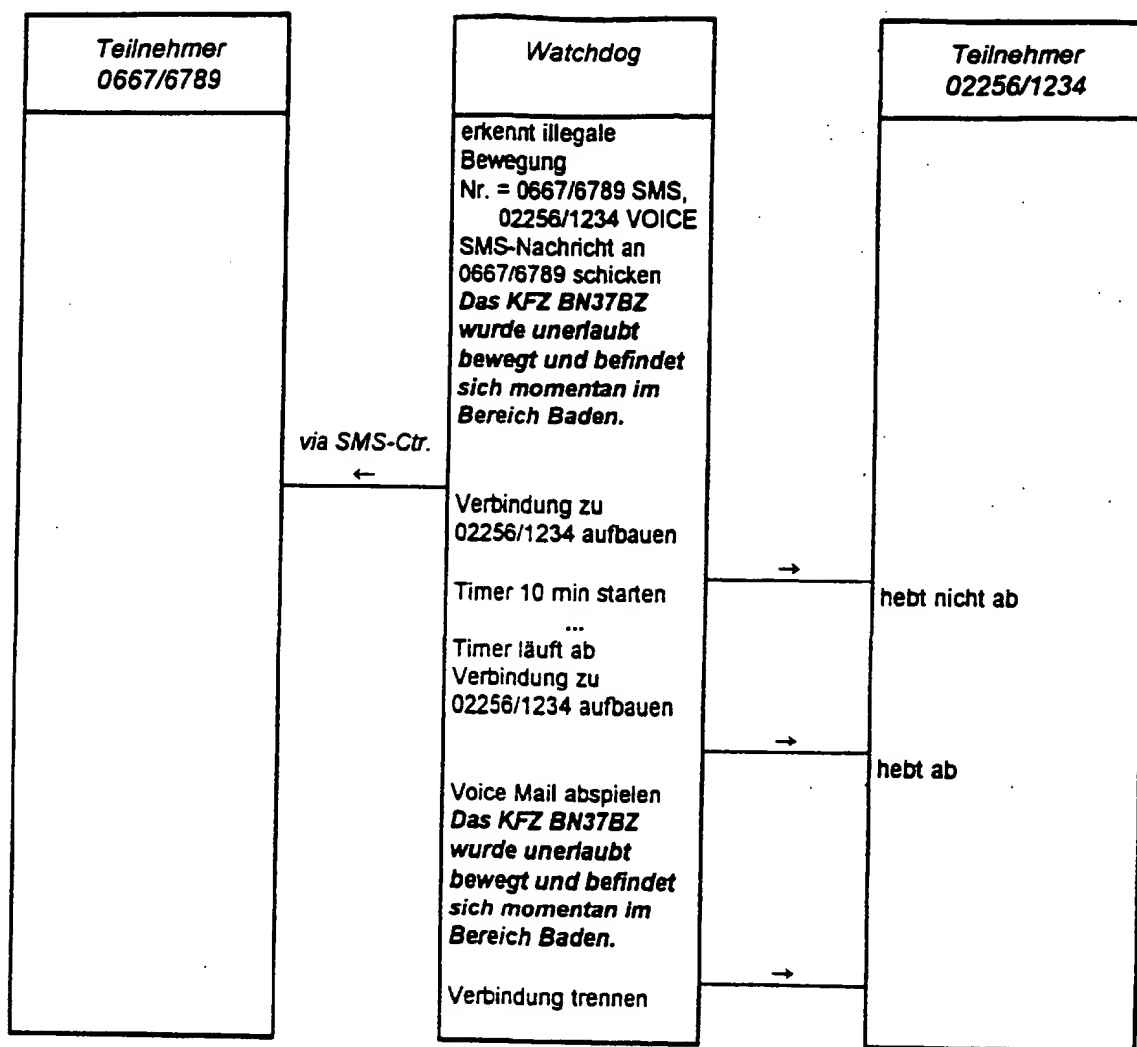 Teilnehmer
0667/6789
Watchdog
Teilnehmer
02256/1234
erkennt illegale
Bewegung
Nr. = 0667/6789 SMS,
02256/1234 VOICE
SMS-Nachricht an
0667/6789 schicken
Das KFZ BN37BZ
wurde unerlaubt
bewegt und befindet
sich momentan im
Bereich Baden.
via SMS-Ctr.
←
Verbindung zu
02256/1234 aufbauen
→
Timer 10 min starten
hebt nicht ab
...
Timer läuft ab
Verbindung zu
02256/1234 aufbauen
→
hebt ab
Voice Mail abspielen
Das KFZ BN37BZ
wurde unerlaubt
bewegt und befindet
sich momentan im
Bereich Baden.
→
Verbindung trennen